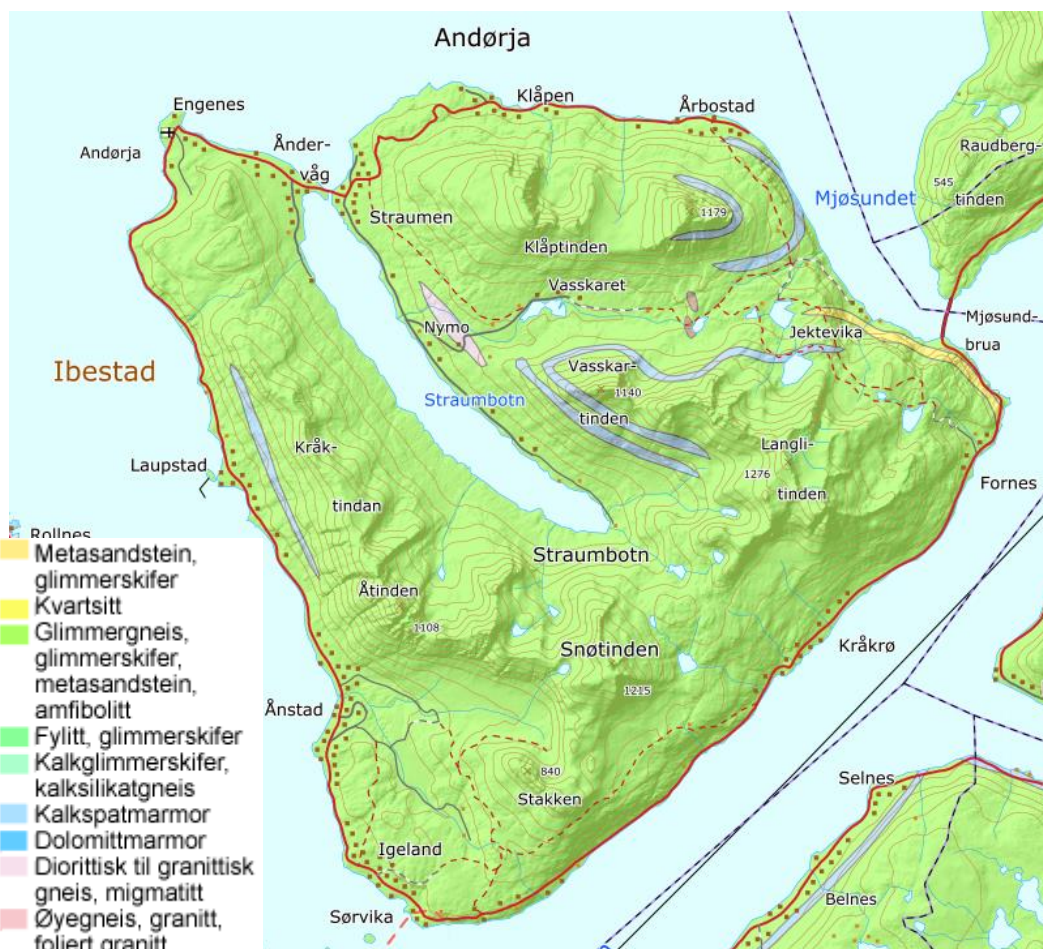 Andørja
Engenes
Klåpen
Årbostad
Andørja
Ånder-
våg
Raudberg-
545
tinden
Mjøsundet
Straumen
1179
Klåptinden
Vasskaret
Nymo
Jektevika
Mjøsund-
brua
Ibestad
Vasskar-
1140
tinden
Straumbotn
Kråk-
tindan
Langli-
1276
tinden
Laupstad
Fornes
Rollnes
Straumbotn
Åtinden
1108
Snøtinden
1215
Kråkrø
Ånstad
840
Stakken
Selnes
Igeland
Belnes
Sørvika
Metasandstein,
glimmerskifer
Kvartsitt
Glimmergneis,
glimmerskifer,
metasandstein,
amfibolitt
Fylitt, glimmerskifer
Kalkglimmerskifer,
kalksilikatgneis
Kalkspatmarmor
Dolomittmarmor
Diorittisk til granittisk
gneis, migmatitt
Øyegneis, granitt,
foliert granitt